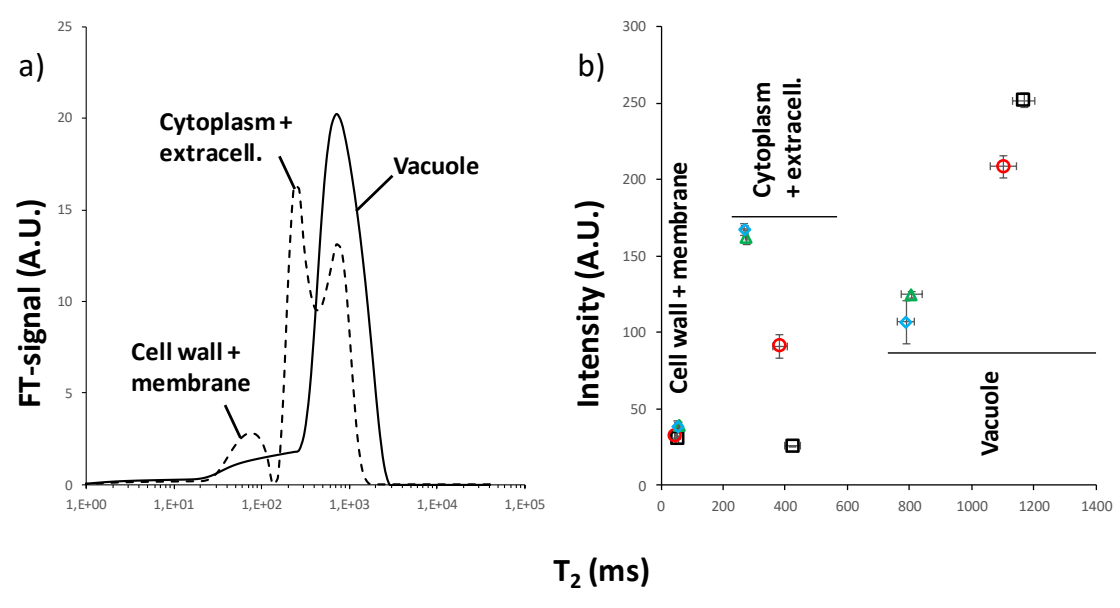 a)
FT-signal (A.U.)
25
20
15
10
5
0
Cytoplasm +
extracell.
Vacuole
Cell wall +
membrane
1,E+00 1,E+01 1,E+02 1,E+03 1,E+04 1,E+05
b)
Intensity (A.U.)
300
250
200
150
100
50
0
Cell wall + membrane
Cytoplasm
+ extracell.
Vacuole
0 200 400 600 800 1000 1200 1400
T2 (ms)